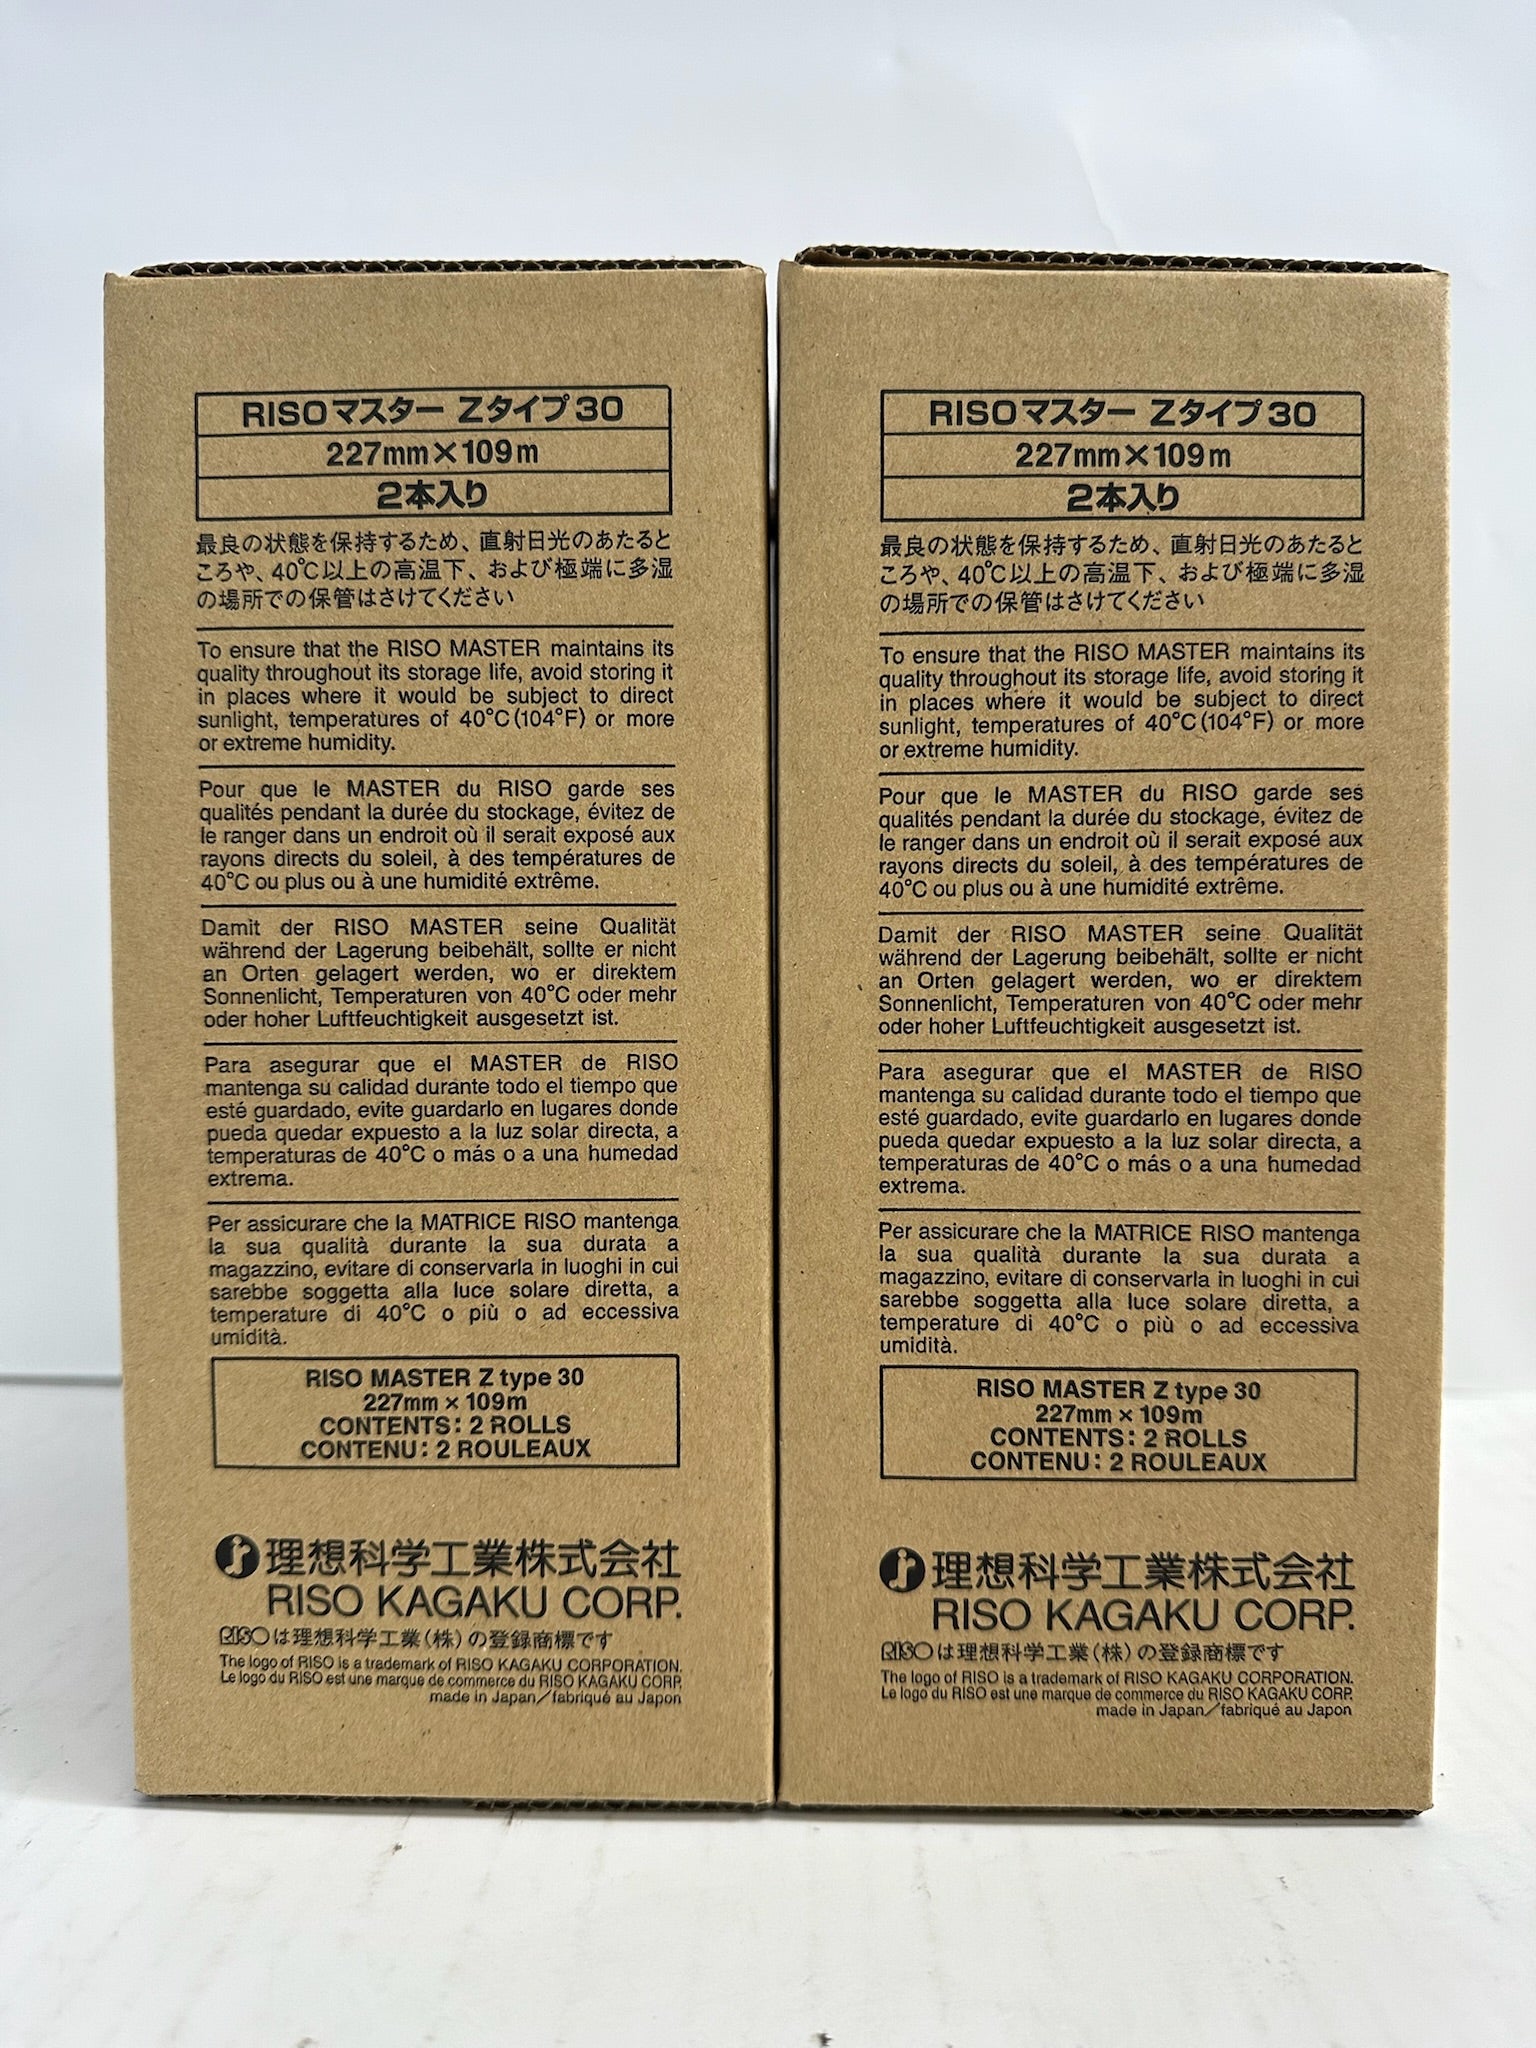 RISOマスター Zタイプ30
227mm×109m
2本入り
最良の状態を保持するため、直射日光のあたると
ころや、40℃以上の高温下、および極端に多湿
の場所での保管はさけてください
To ensure that the RISO MASTER maintains its
quality throughout its storage life, avoid storing it
in places where it would be subject to direct
sunlight, temperatures of 40°C(104°F) or more
or extreme humidity.
Pour que le MASTER du RISO garde ses
qualités pendant la durée du stockage, évitez de
le ranger dans un endroit où il serait exposé aux
rayons directs du soleil, à des températures de
40°C ou plus ou à une humidité extrême.
Damit der RISO MASTER seine Qualität
während der Lagerung beibehält, sollte er nicht
an Orten gelagert werden, wo er direktem
Sonnenlicht, Temperaturen von 40°C oder mehr
oder hoher Luftfeuchtigkeit ausgesetzt ist.
Para asegurar que el MASTER de RISO
mantenga su calidad durante todo el tiempo que
esté guardado, evite guardarlo en lugares donde
pueda quedar expuesto a la luz solar directa, a
temperaturas de 40°C o más o a una humedad
extrema.
Per assicurare che la MATRICE RISO mantenga
la sua qualità durante la sua durata a
magazzino, evitare di conservarla in luoghi in cui
sarebbe soggetta alla luce solare diretta, a
temperature di 40°C o più o ad eccessiva
umidità.
RISO MASTER Z type 30
227mm × 109m
CONTENTS: 2 ROLLS
CONTENU: 2 ROULEAUX
理想科学工業株式会社
RISO KAGAKU CORP.
RISOは理想科学工業(株)の登録商標です
The logo of RISO is a trademark of RISO KAGAKU CORPORATION.
Le logo du RISO est une marque de commerce du RISO KAGAKU CORP.
made in Japan/fabriqué au Japon
RISOマスター Zタイプ30
227mm×109m
2本入り
最良の状態を保持するため、直射日光のあたると
ころや、40℃以上の高温下、および極端に多湿
の場所での保管はさけてください
To ensure that the RISO MASTER maintains its
quality throughout its storage life, avoid storing it
in places where it would be subject to direct
sunlight, temperatures of 40°C(104°F) or more
or extreme humidity.
Pour que le MASTER du RISO garde ses
qualités pendant la durée du stockage, évitez de
le ranger dans un endroit où il serait exposé aux
rayons directs du soleil, à des températures de
40°C ou plus ou à une humidité extrême.
Damit der RISO MASTER seine Qualität
während der Lagerung beibehält, sollte er nicht
an Orten gelagert werden, wo er direktem
Sonnenlicht, Temperaturen von 40°C oder mehr
oder hoher Luftfeuchtigkeit ausgesetzt ist.
Para asegurar que el MASTER de RISO
mantenga su calidad durante todo el tiempo que
esté guardado, evite guardarlo en lugares donde
pueda quedar expuesto a la luz solar directa, a
temperaturas de 40°C o más o a una humedad
extrema.
Per assicurare che la MATRICE RISO mantenga
la sua qualità durante la sua durata a
magazzino, evitare di conservarla in luoghi in cui
sarebbe soggetta alla luce solare diretta, a
temperature di 40°C o più o ad eccessiva
umidità.
RISO MASTER Z type 30
227mm × 109m
CONTENTS: 2 ROLLS
CONTENU: 2 ROULEAUX
理想科学工業株式会社
RISO KAGAKU CORP.
RISOは理想科学工業(株)の登録商標です
The logo of RISO is a trademark of RISO KAGAKU CORPORATION.
Le logo du RISO est une marque de commerce du RISO KAGAKU CORP.
made in Japan/fabriqué au Japon